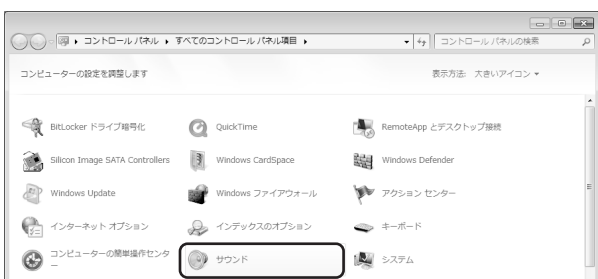 コントロール パネル ▸ すべてのコントロール パネル項目 ▸ コントロール パネルの検索
コンピューターの設定を調整します 表示方法: 大きいアイコン ▾
BitLocker ドライブ暗号化 QuickTime RemoteApp とデスクトップ接続
Silicon Image SATA Controllers Windows CardSpace Windows Defender
Windows Update Windows ファイアウォール アクション センター
インターネット オプション インデックスのオプション キーボード
コンピューターの簡単操作センタ
ー サウンド システム